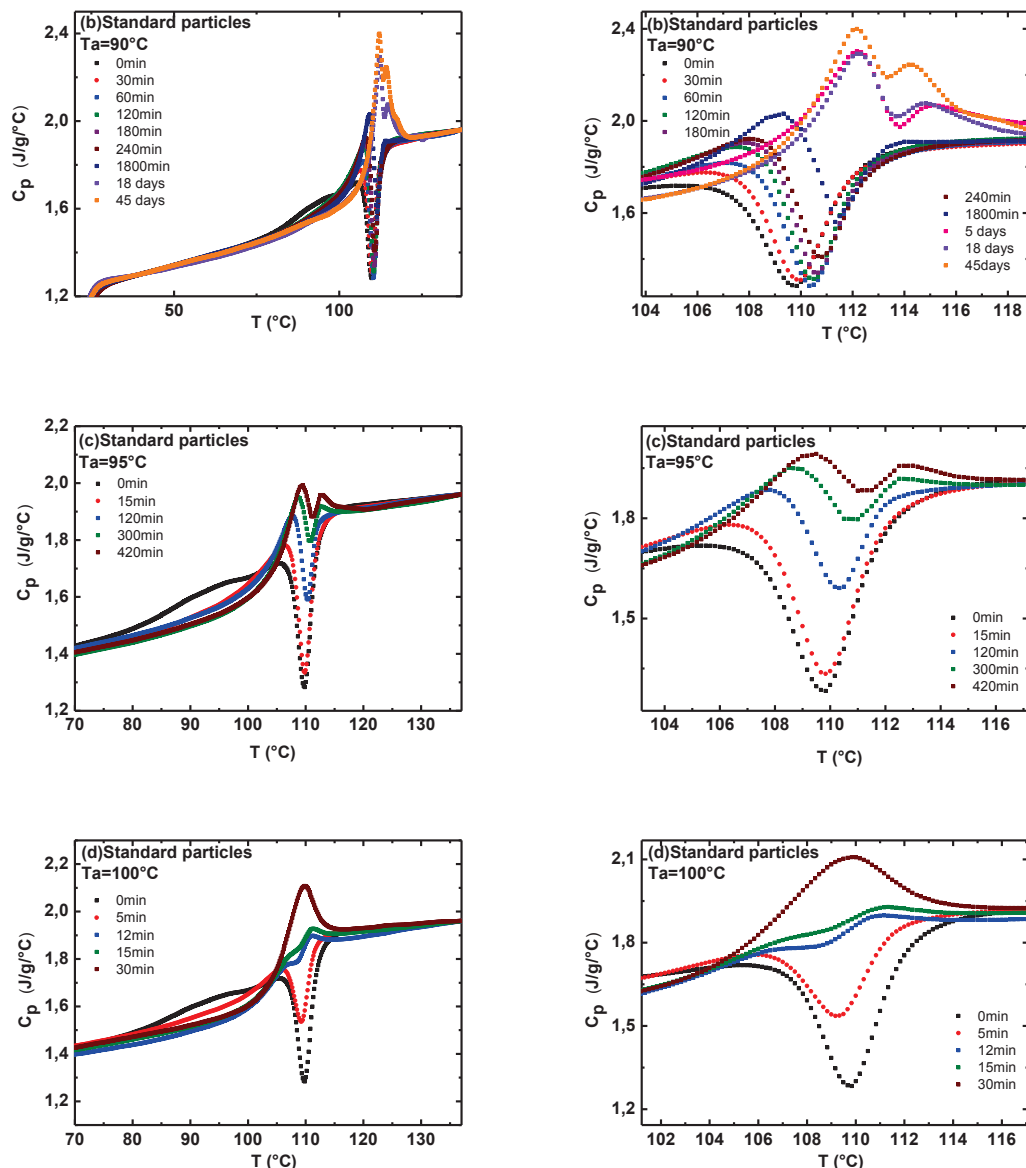 (b)Standard particles
Ta=90°C
0min
30min
60min
120min
180min
240min
1800min
18 days
45 days
2,4
2,0
1,6
1,2
Cp (J/g/°C)
50
100
T (°C)
(b)Standard particles
Ta=90°C
0min
30min
60min
120min
180min
240min
1800min
5 days
18 days
45days
2,4
2,0
1,6
Cp (J/g/°C)
104 106 108 110 112 114 116 118
T (°C)
(c)Standard particles
Ta=95°C
0min
15min
120min
300min
420min
2,2
2,0
1,8
1,6
1,4
1,2
Cp (J/g/°C)
70 80 90 100 110 120 130
T (°C)
(c)Standard particles
Ta=95°C
0min
15min
120min
300min
420min
1,8
1,5
Cp (J/g/°C)
104 106 108 110 112 114 116
T (°C)
(d)Standard particles
Ta=100°C
0min
5min
12min
15min
30min
2,2
2,0
1,8
1,6
1,4
1,2
Cp (J/g/°C)
70 80 90 100 110 120 130
T (°C)
(d)Standard particles
Ta=100°C
0min
5min
12min
15min
30min
2,1
1,8
1,5
1,2
Cp (J/g/°C)
102 104 106 108 110 112 114 116
T (°C)